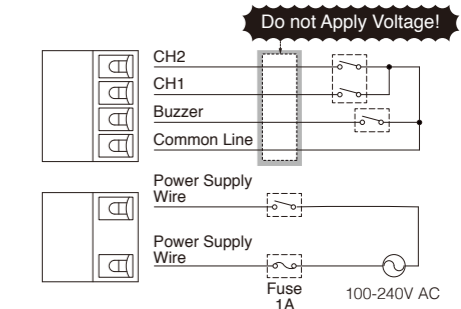 Do not Apply Voltage!
CH2
CH1
Buzzer
Common Line
Power Supply
Wire
Power Supply
Wire
Fuse
1A
100-240V AC